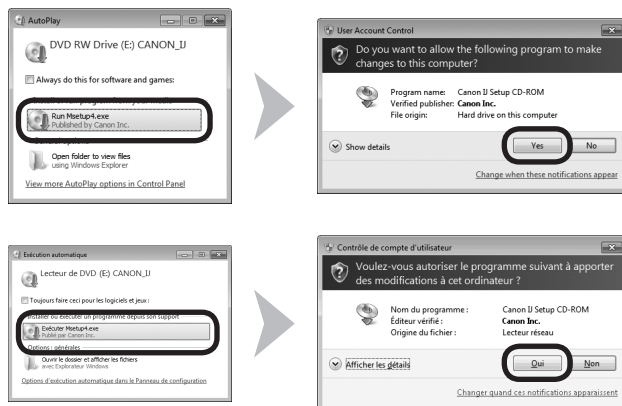 AutoPlay
DVD RW Drive (E:) CANON_IJ
Always do this for software and games:
Run Msetup4.exe
Published by Canon Inc.
Open folder to view files
using Windows Explorer
View more AutoPlay options in Control Panel
User Account Control
Do you want to allow the following program to make
changes to this computer?
Program name: Canon IJ Setup CD-ROM
Verified publisher: Canon Inc.
File origin: Hard drive on this computer
Show details
Yes
No
Change when these notifications appear
Exécution automatique
Lecteur de DVD (E:) CANON_IJ
Toujours faire ceci pour les logiciels et jeux :
Installer ou exécuter un programme depuis son support
Exécuter Msetup4.exe
Publié par Canon Inc.
Options : générales
Ouvrir le dossier et afficher les fichiers
avec Explorateur Windows
Options d'exécution automatique dans le Panneau de configuration
Contrôle de compte d'utilisateur
Voulez-vous autoriser le programme suivant à apporter
des modifications à cet ordinateur ?
Nom du programme : Canon IJ Setup CD-ROM
Éditeur vérifié : Canon Inc.
Origine du fichier : Lecteur réseau
Afficher les détails
Oui
Non
Changer quand ces notifications apparaissent